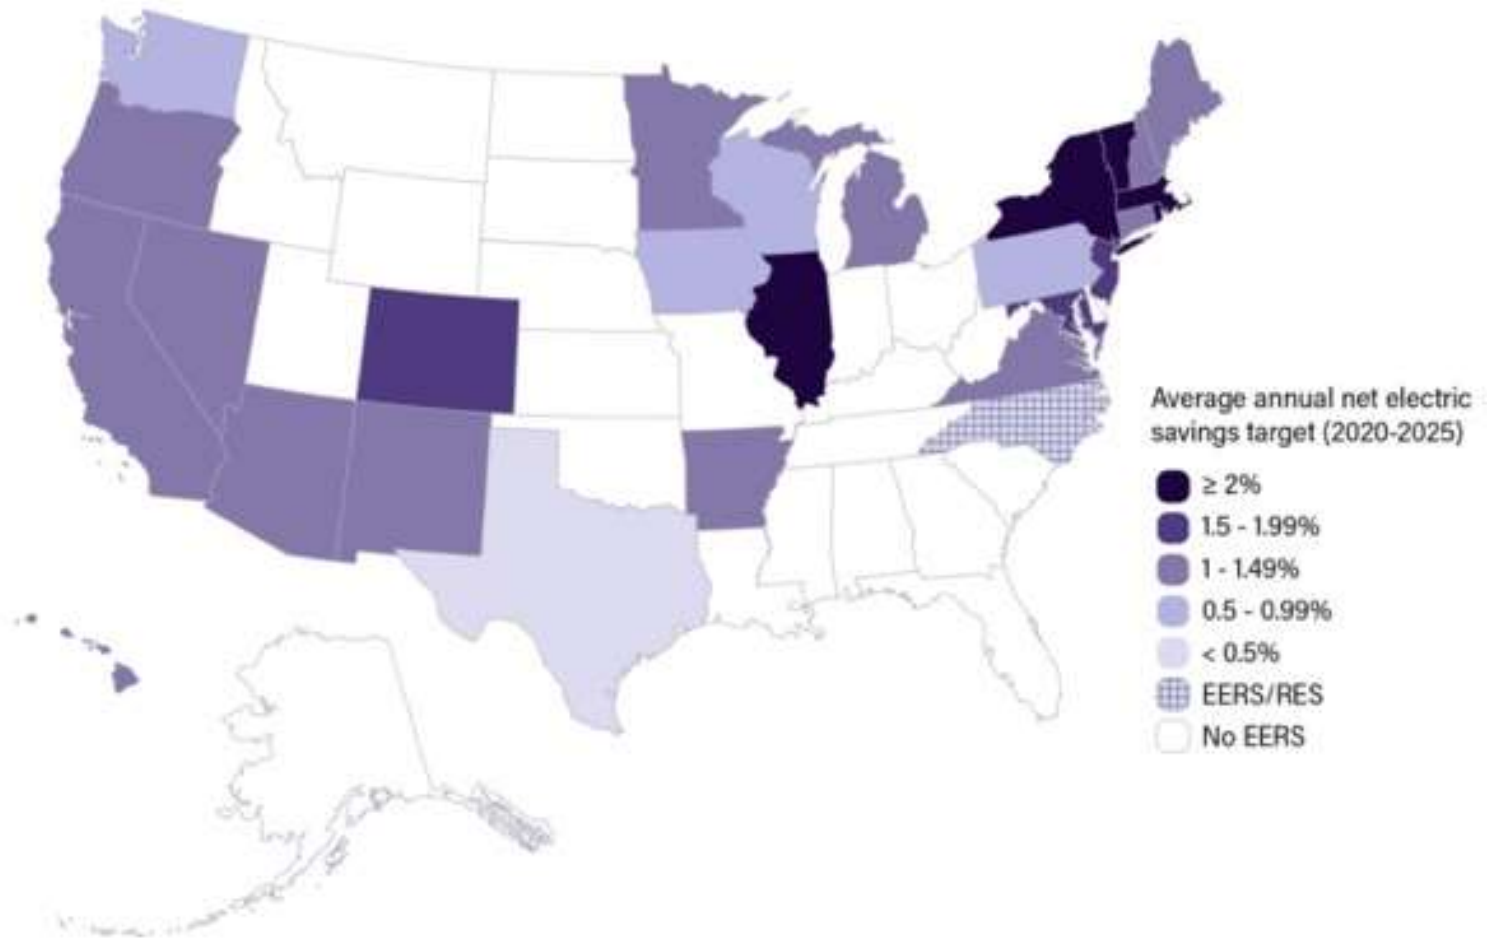 Average annual net electric
savings target (2020-2025)
≥ 2%
1.5 - 1.99%
1 - 1.49%
0.5 - 0.99%
< 0.5%
EERS/RES
No EERS